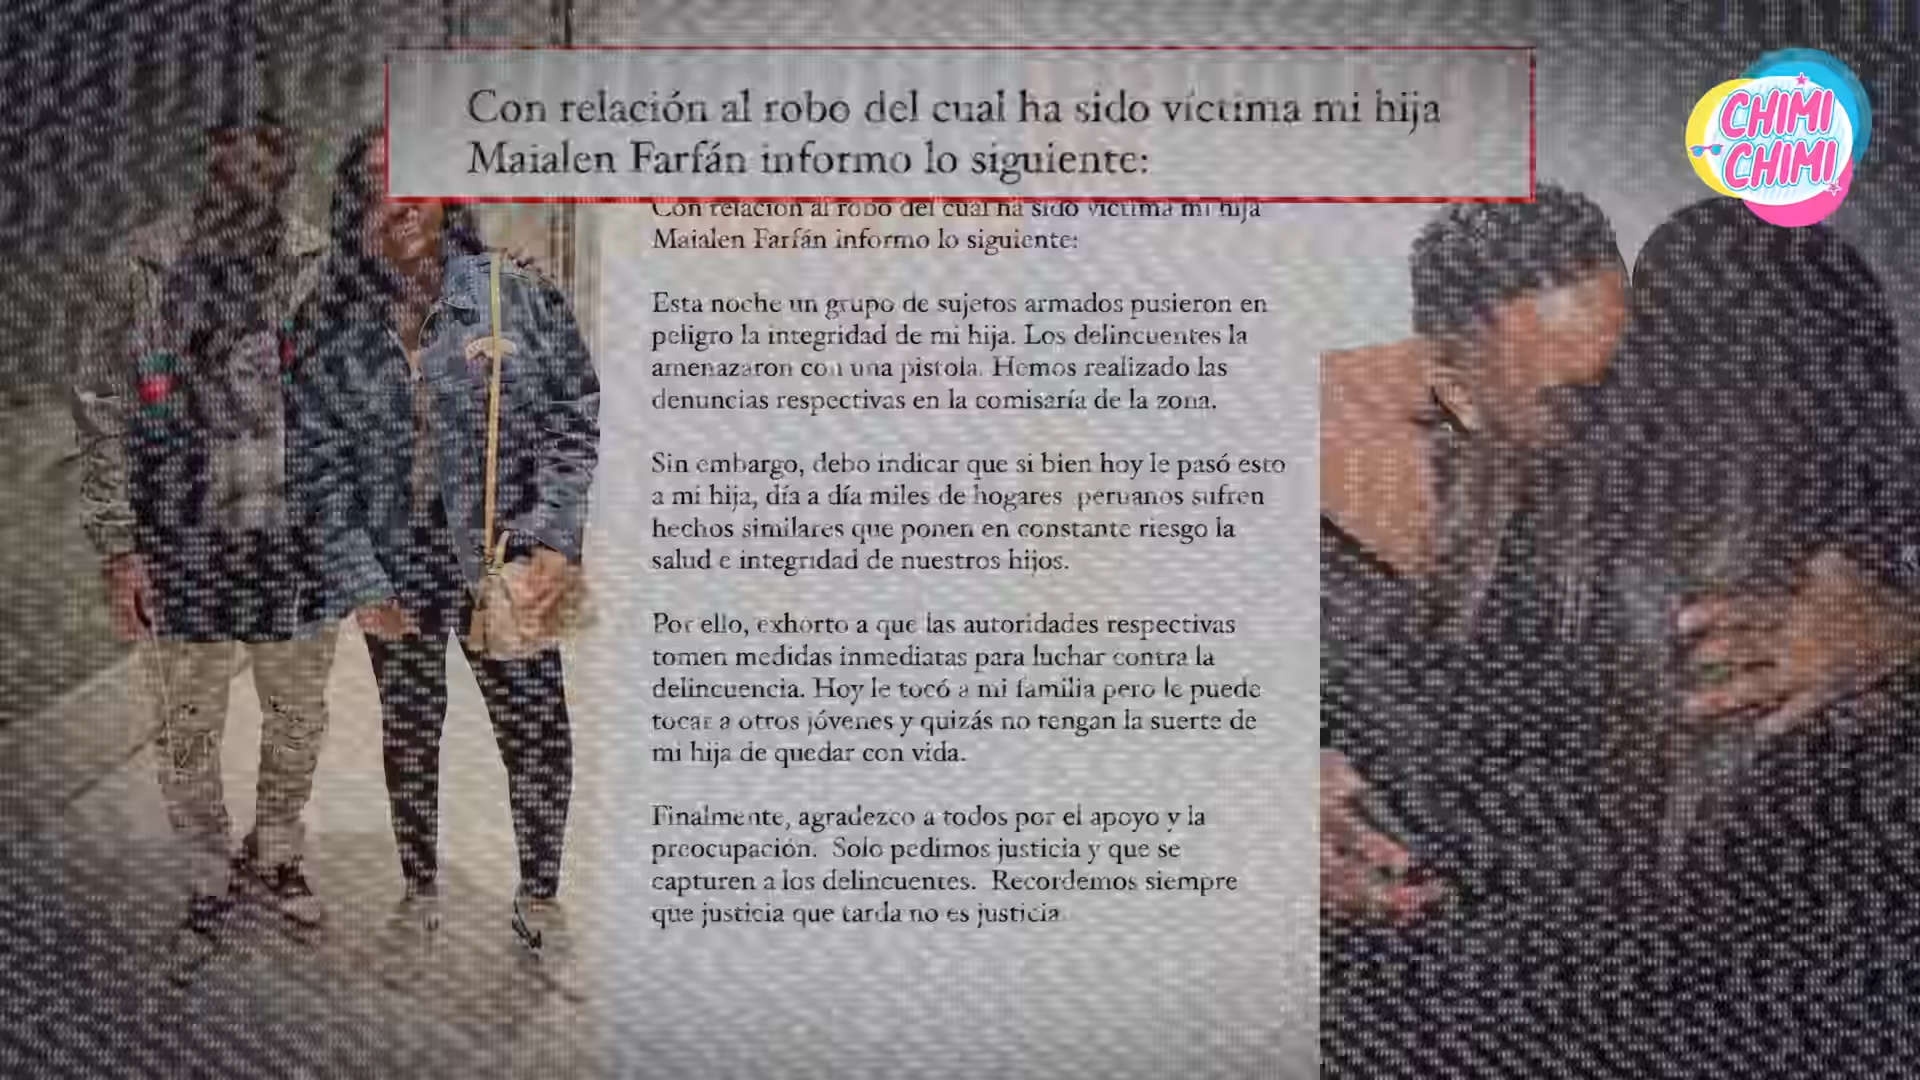 Con relación al robo del cual ha sido víctima mi hija
Maialen Farfán informo lo siguiente:
CHIMI
CHIMI
Con relación al robo del cual ha sido víctima mi hija
Maialen Farfán informo lo siguiente:
Esta noche un grupo de sujetos armados pusieron en
peligro la integridad de mi hija. Los delincuentes la
amenazaron con una pistola. Hemos realizado las
denuncias respectivas en la comisaría de la zona.
Sin embargo, debo indicar que si bien hoy le pasó esto
a mi hija, día a día miles de hogares peruanos sufren
hechos similares que ponen en constante riesgo la
salud e integridad de nuestros hijos.
Por ello, exhorto a que las autoridades respectivas
tomen medidas inmediatas para luchar contra la
delincuencia. Hoy le tocó a mi familia pero le puede
tocar a otros jóvenes y quizás no tengan la suerte de
mi hija de quedar con vida.
Finalmente, agradezco a todos por el apoyo y la
preocupación. Solo pedimos justicia y que se
capturen a los delincuentes. Recordemos siempre
que justicia que tarda no es justicia.